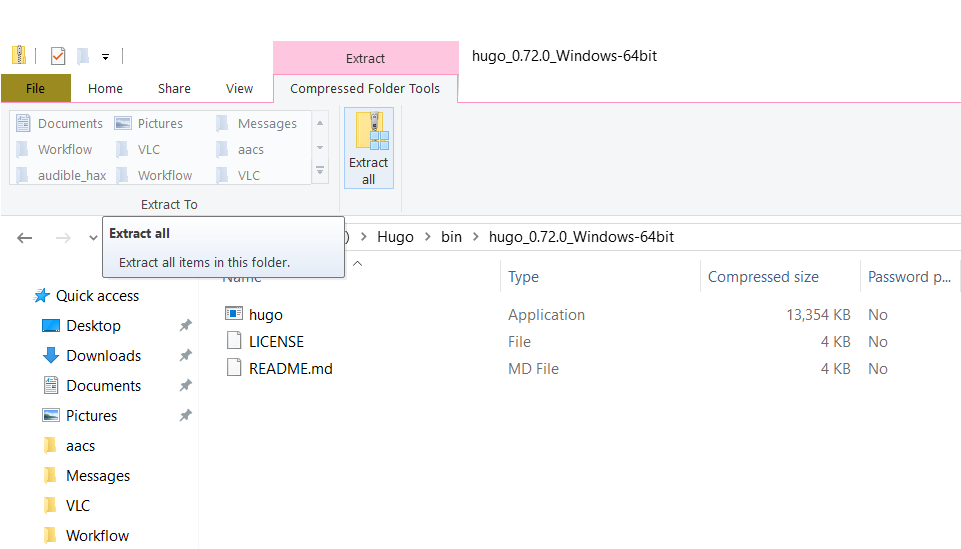 Extract
hugo_0.72.0_Windows-64bit
File
Home
Share
View
Compressed Folder Tools
Documents
Pictures
Messages
Workflow
VLC
aacs
audible_hax
Workflow
VLC
Extract
all
Extract To
Extract all
Extract all items in this folder.
) > Hugo > bin > hugo_0.72.0_Windows-64bit
Name
Type
Compressed size
Password p...
Quick access
Desktop
Downloads
Documents
Pictures
aacs
Messages
VLC
Workflow
hugo
Application
13,354 KB
No
LICENSE
File
4 KB
No
README.md
MD File
4 KB
No